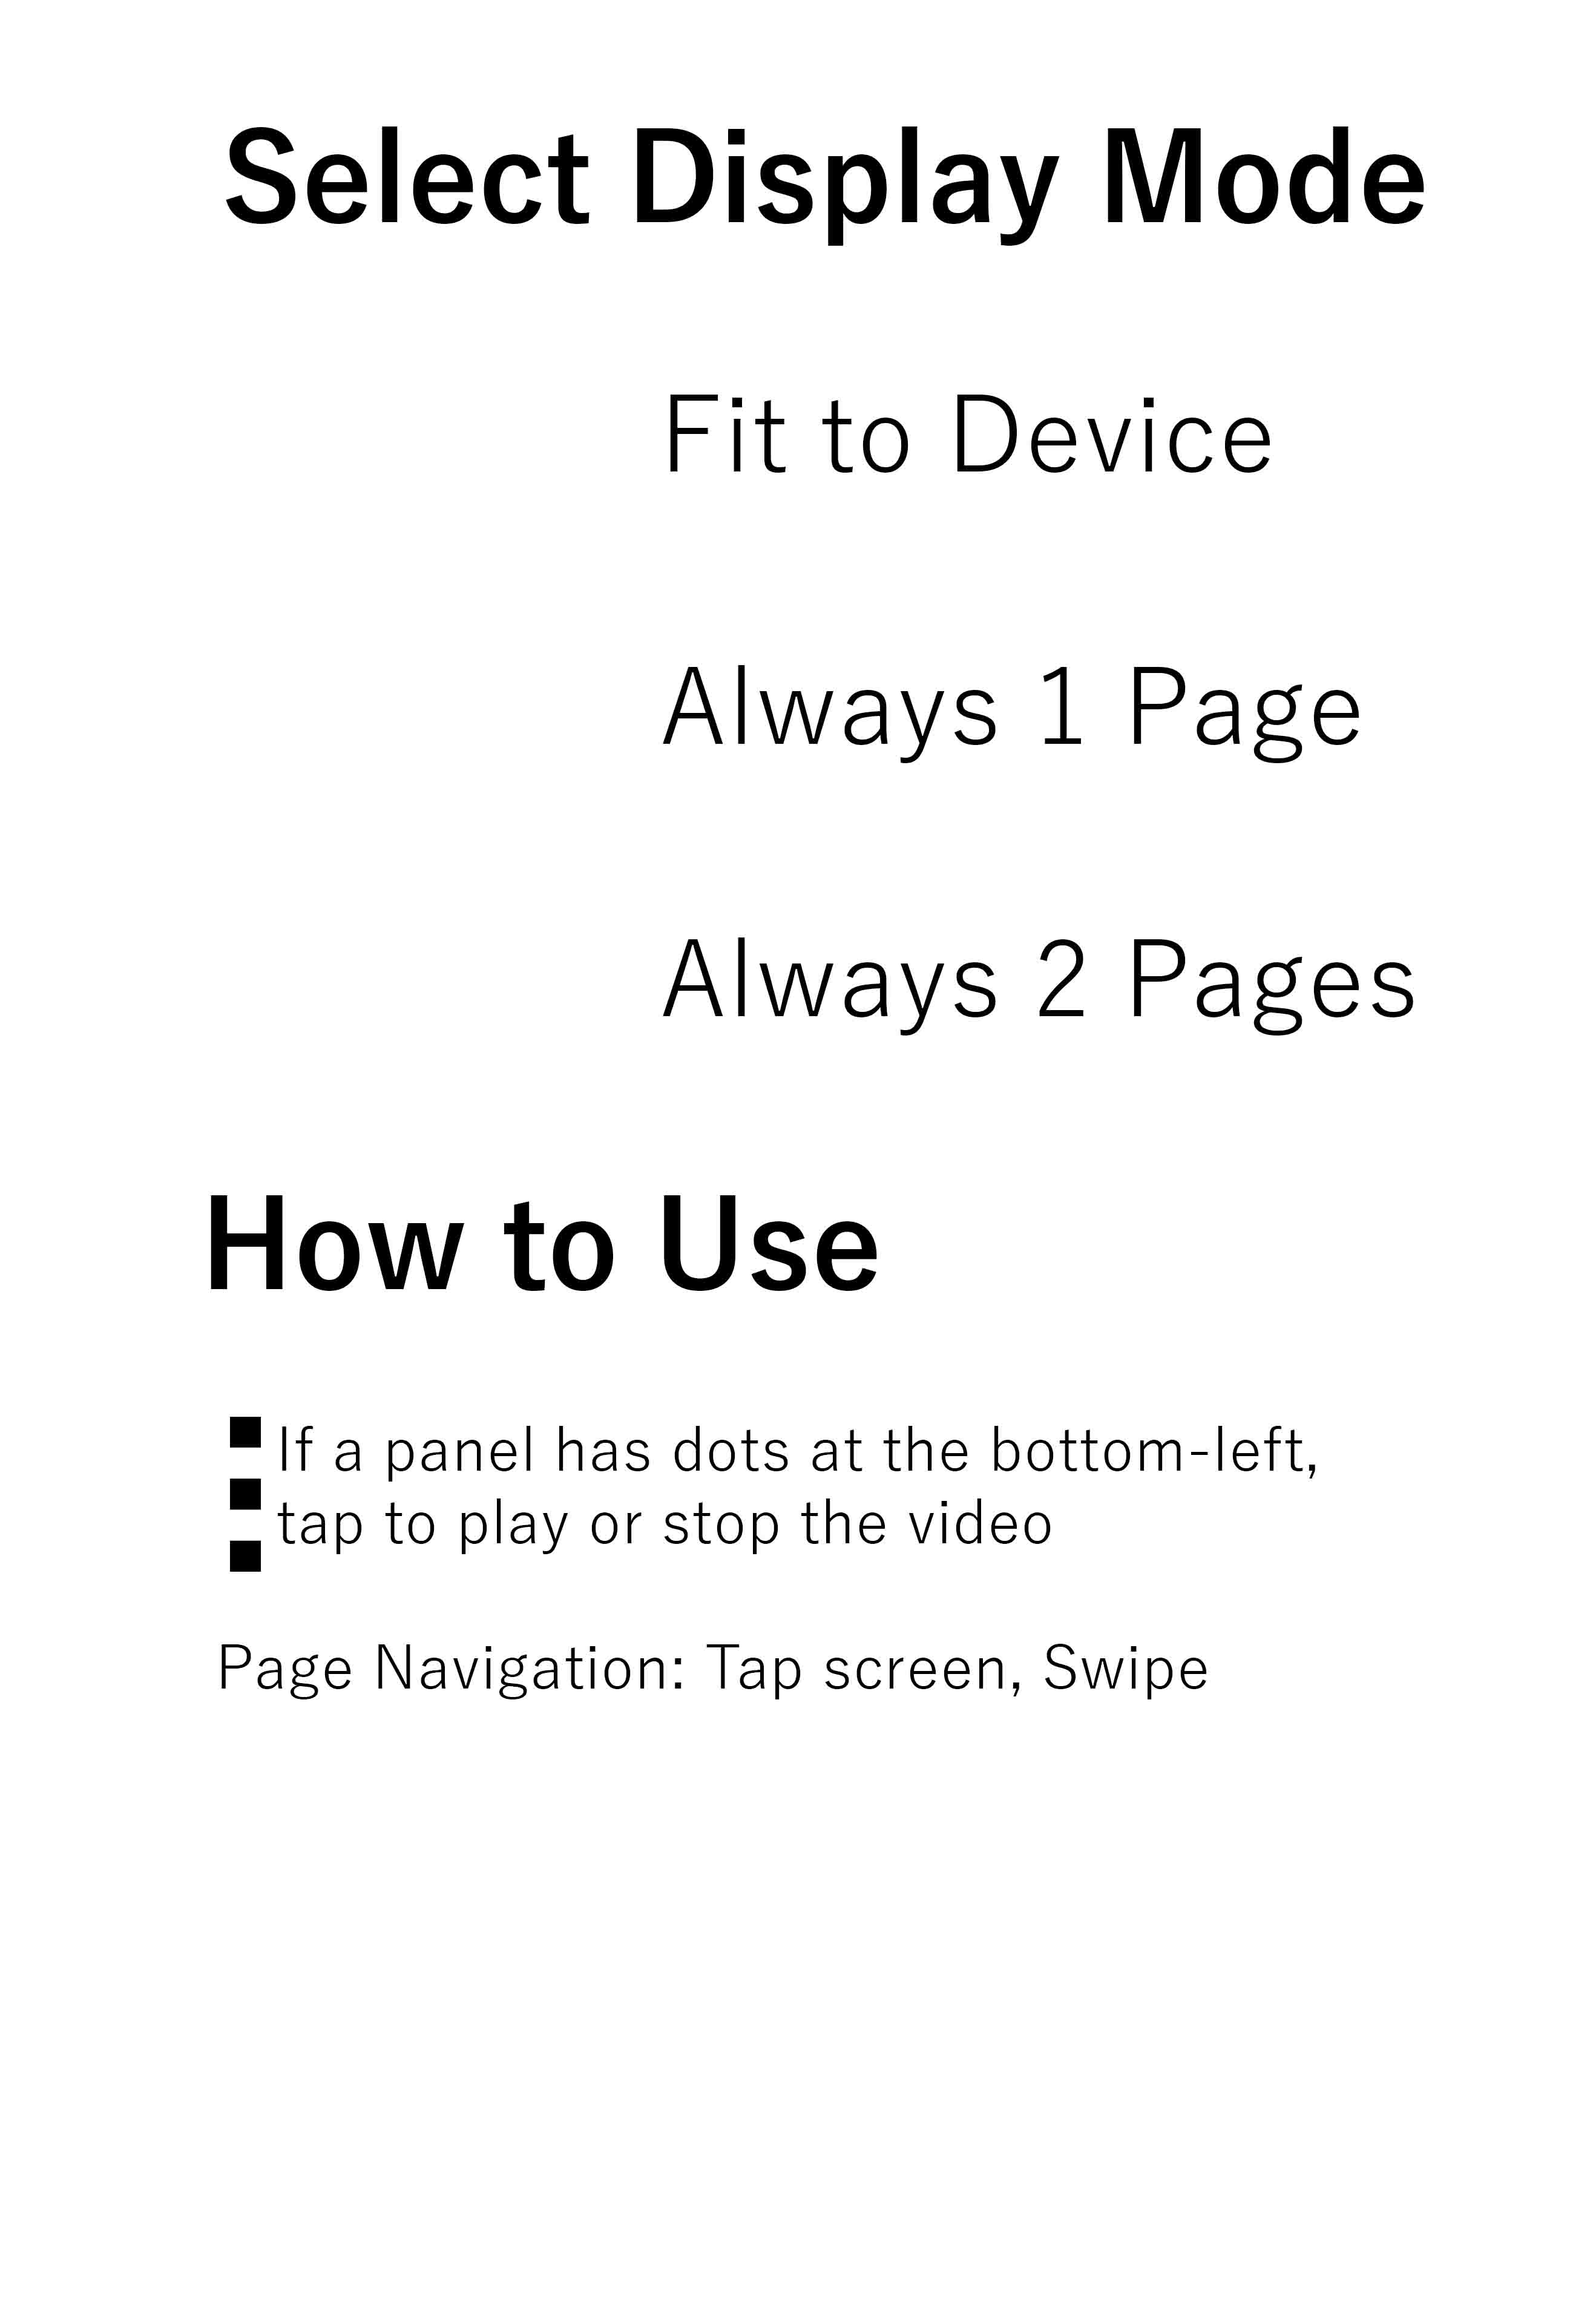 Select Display Mode
Fit to Device
Always 1 Page
Always 2 Pages
How to Use
If a panel has dots at the bottom-left,
tap to play or stop the video
Page Navigation: Tap screen, Swipe